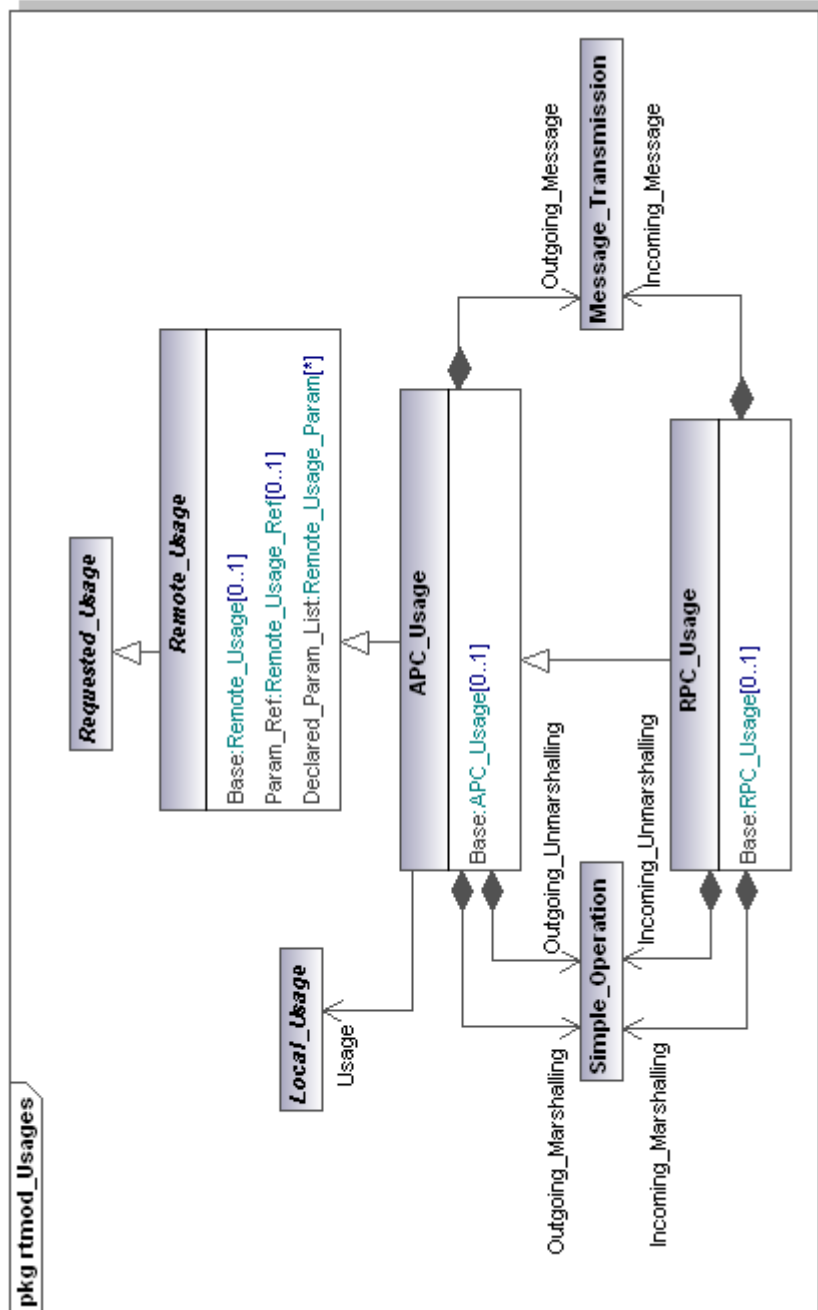 pkg rtmod_Usages
Requested_Usage
Remote_Usage
Base:Remote_Usage[0..1]
Param_Ref:Remote_Usage_Ref[0..1]
Declared_Param_List:Remote_Usage_Param[*]
Local_Usage
Usage
APC_Usage
Base:APC_Usage[0..1]
Outgoing_Marshalling
Outgoing_Unmarshalling
Outgoing_Message
Simple_Operation
Message_Transmission
Incoming_Marshalling
Incoming_Unmarshalling
Incoming_Message
RPC_Usage
Base:RPC_Usage[0..1]